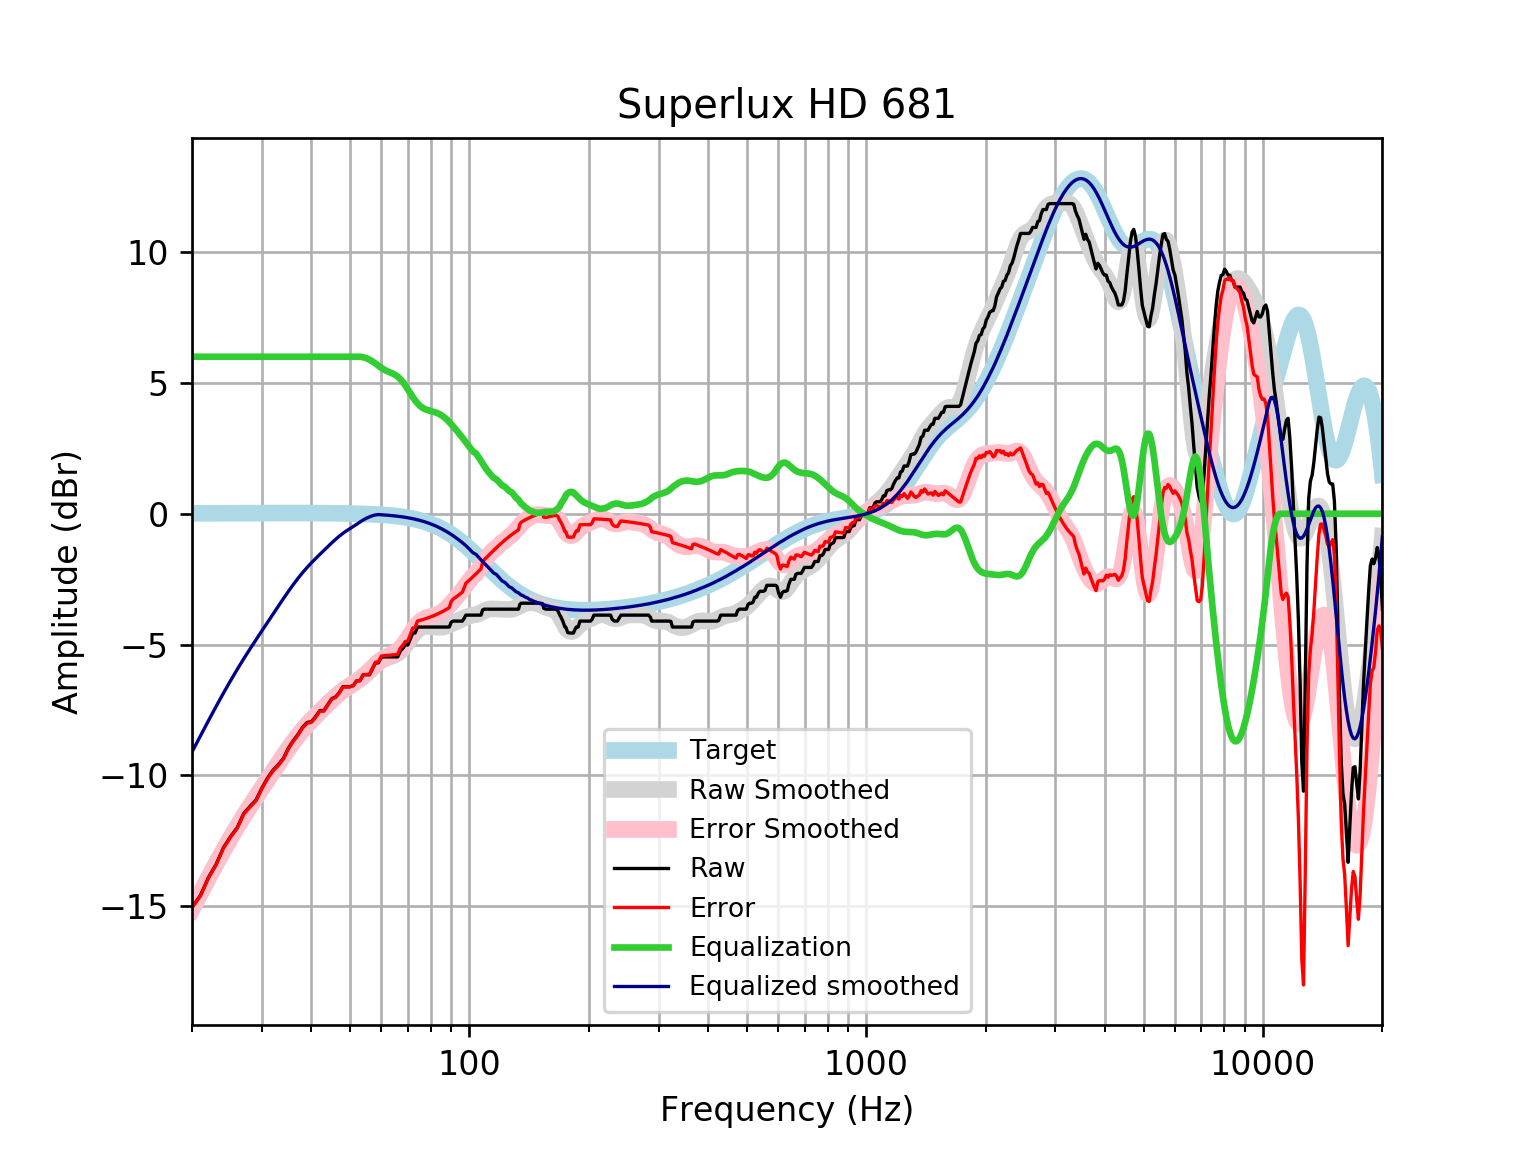 Superlux HD 681
Amplitude (dBr)
10
5
0
−5
−10
−15
Target
Raw Smoothed
Error Smoothed
Raw
Error
Equalization
Equalized smoothed
100
1000
10000
Frequency (Hz)